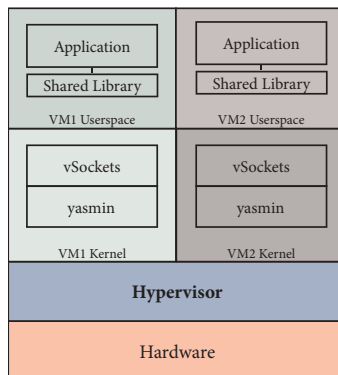 Application
Shared Library
VM1 Userspace
Application
Shared Library
VM2 Userspace
vSockets
yasmin
VM1 Kernel
vSockets
yasmin
VM2 Kernel
Hypervisor
Hardware